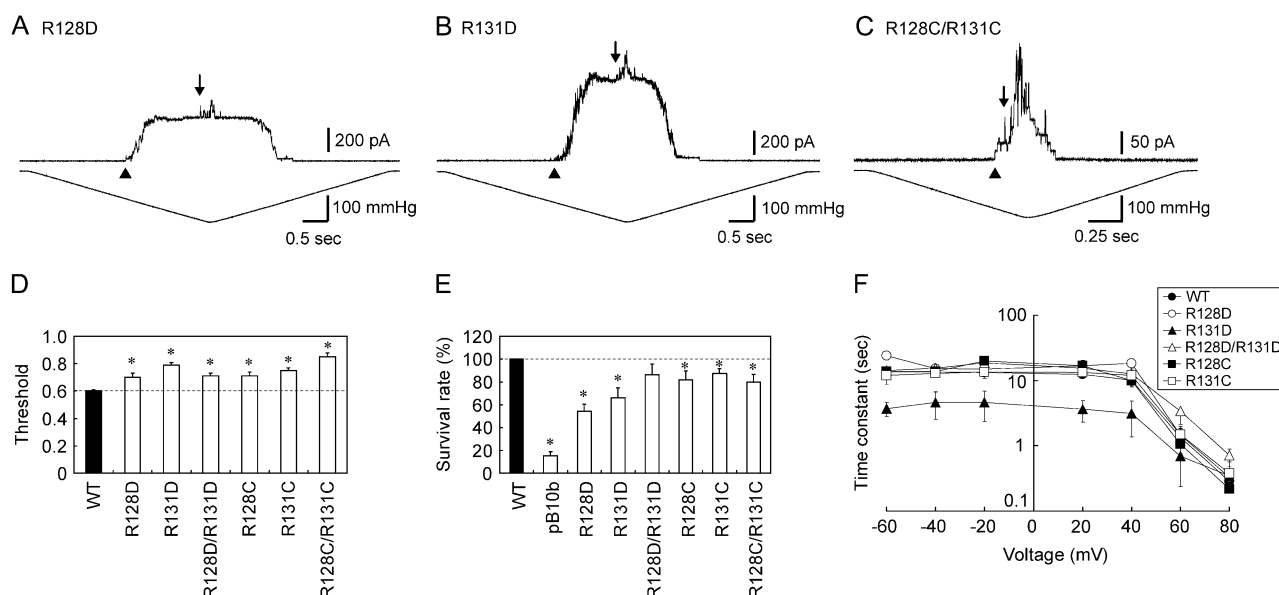 A R128D
200 pA
100 mmHg
0.5 sec
B R131D
200 pA
100 mmHg
0.5 sec
C R128C/R131C
50 pA
100 mmHg
0.25 sec
D
Threshold
1.0
0.8
0.6
0.4
0.2
0
WT
R128D
R131D
R128D/R131D
R128C
R131C
R128C/R131C
E
Survival rate (%)
120
100
80
60
40
20
0
WT
pB10b
R128D
R131D
R128D/R131D
R128C
R131C
R128C/R131C
F
Time constant (sec)
100
10
1
0.1
-60
-40
-20
0
20
40
60
80
Voltage (mV)
WT
R128D
R131D
R128D/R131D
R128C
R131C